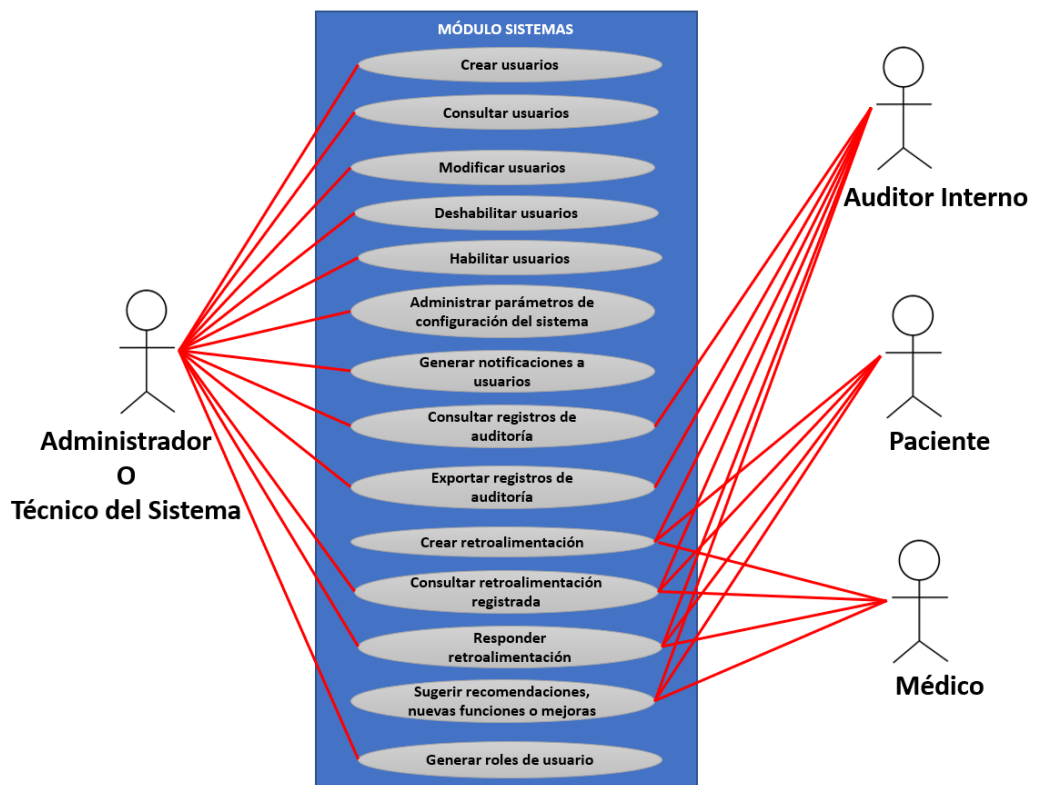 MÓDULO SISTEMAS
Crear usuarios
Consultar usuarios
Modificar usuarios
Deshabilitar usuarios
Habilitar usuarios
Administrar parámetros de
configuración del sistema
Generar notificaciones a
usuarios
Consultar registros de
auditoría
Exportar registros de
auditoría
Crear retroalimentación
Consultar retroalimentación
registrada
Responder
retroalimentación
Sugerir recomendaciones,
nuevas funciones o mejoras
Generar roles de usuario
Administrador
O
Técnico del Sistema
Auditor Interno
Paciente
Médico